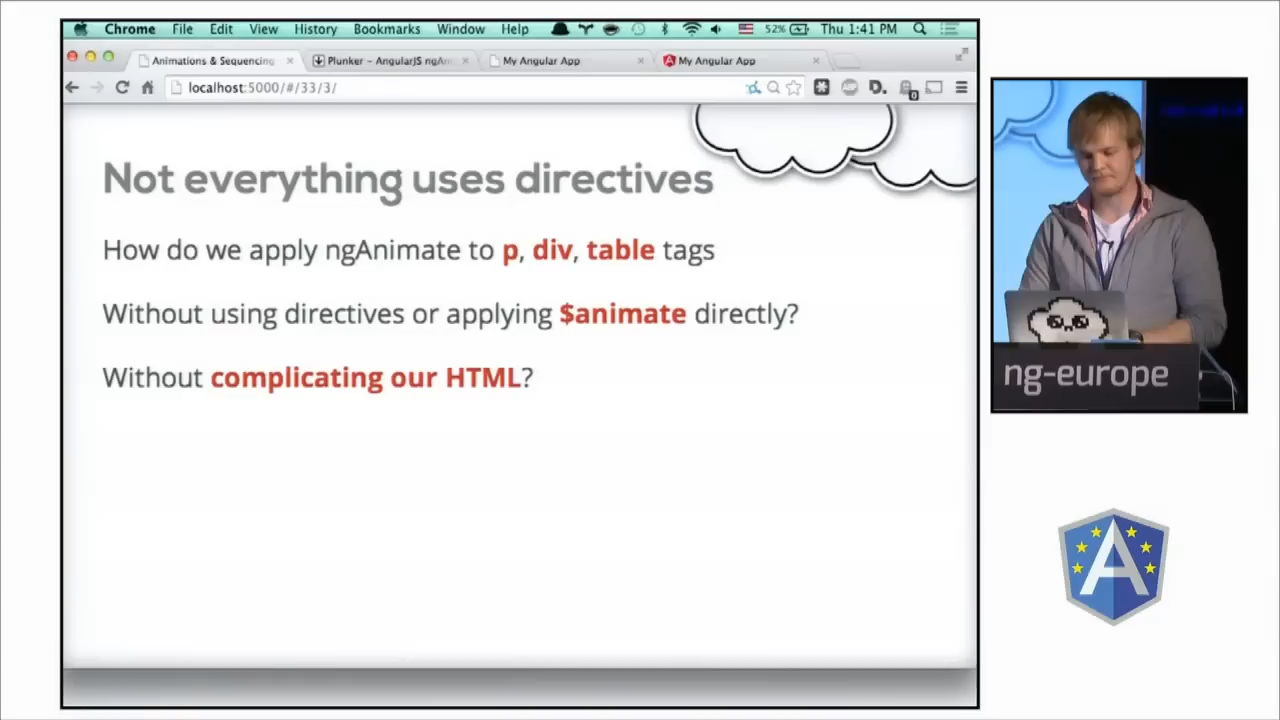 Chrome File Edit View History Bookmarks Window Help 52% Thu 1:41 PM
Animations & Sequencing Plunker - AngularJS ngAni My Angular App My Angular App
localhost:5000/#/33/3/
D.
0
Not everything uses directives
How do we apply ngAnimate to p, div, table tags
Without using directives or applying $animate directly?
Without complicating our HTML?
ng-europe
A